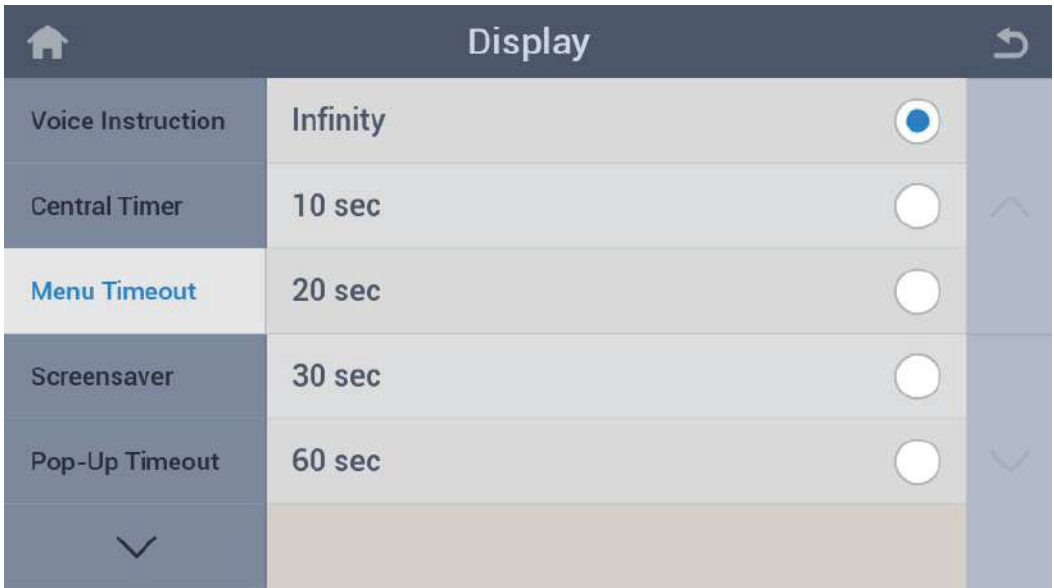 Display
Voice Instruction
Infinity
Central Timer
10 sec
Menu Timeout
20 sec
Screensaver
30 sec
Pop-Up Timeout
60 sec